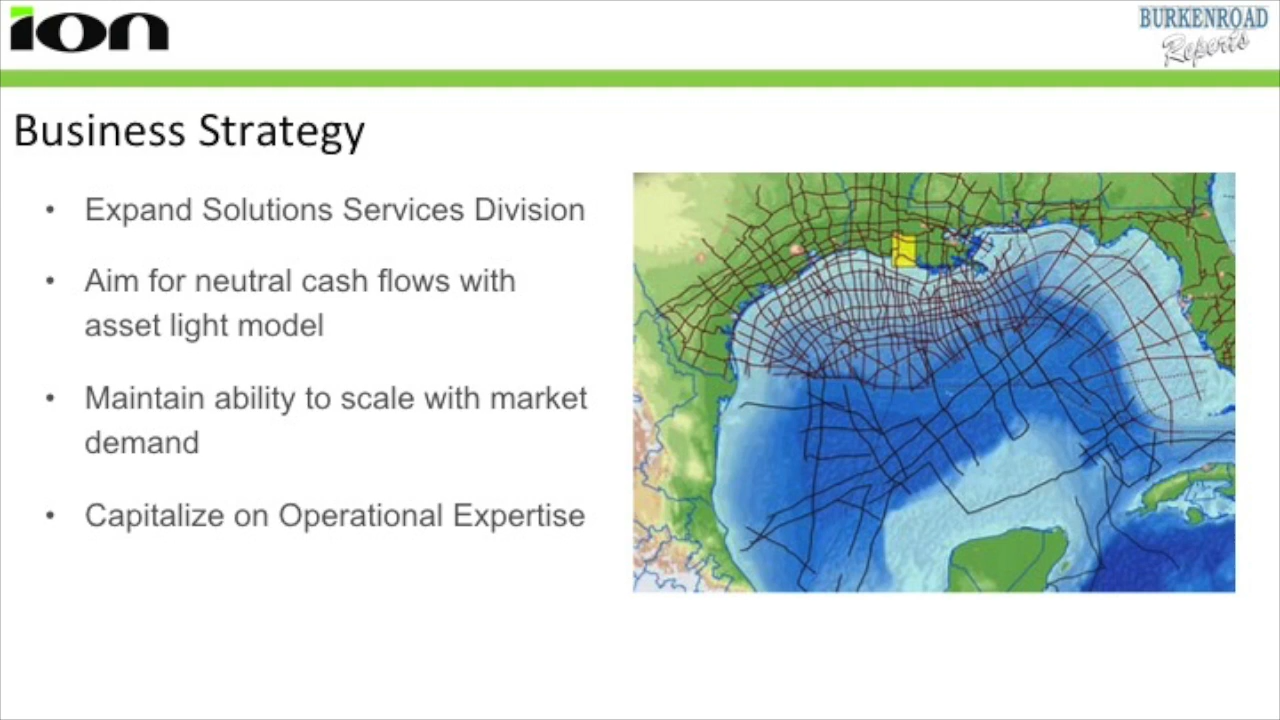 ion
BURKENROAD
Reports
Business Strategy
• Expand Solutions Services Division
• Aim for neutral cash flows with
asset light model
• Maintain ability to scale with market
demand
• Capitalize on Operational Expertise